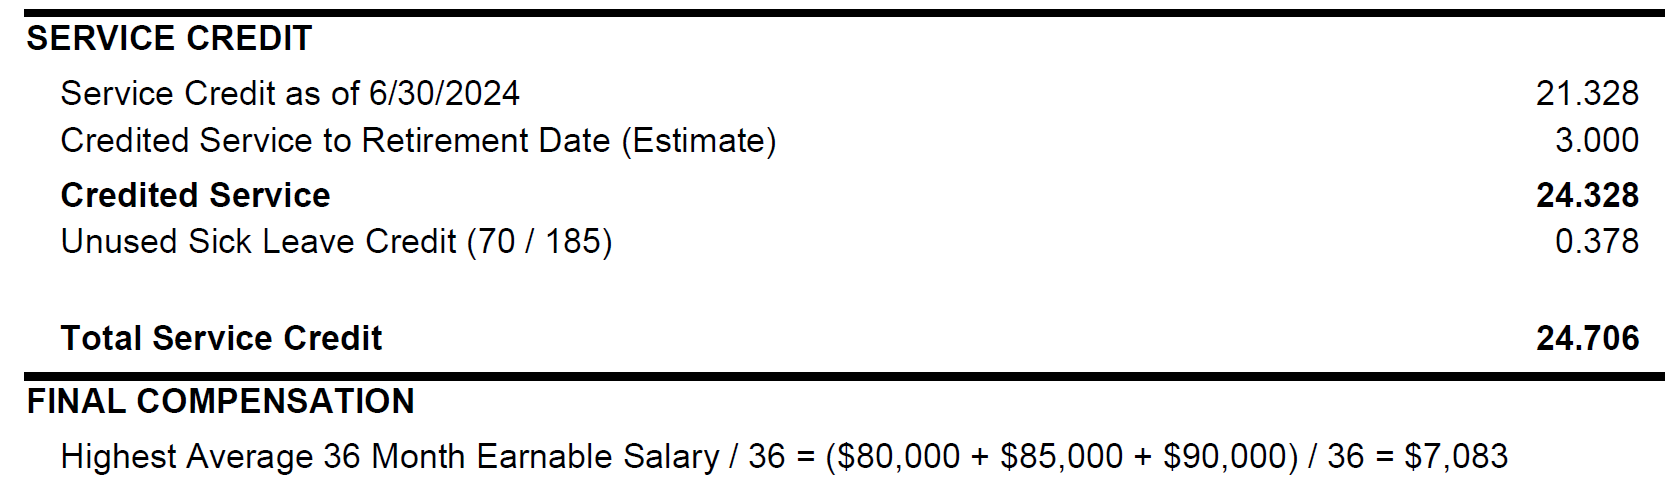 SERVICE CREDIT
Service Credit as of 6/30/2024 21.328
Credited Service to Retirement Date (Estimate) 3.000
Credited Service 24.328
Unused Sick Leave Credit (70 / 185) 0.378
Total Service Credit 24.706
FINAL COMPENSATION
Highest Average 36 Month Earnable Salary / 36 = ($80,000 + $85,000 + $90,000) / 36 = $7,083